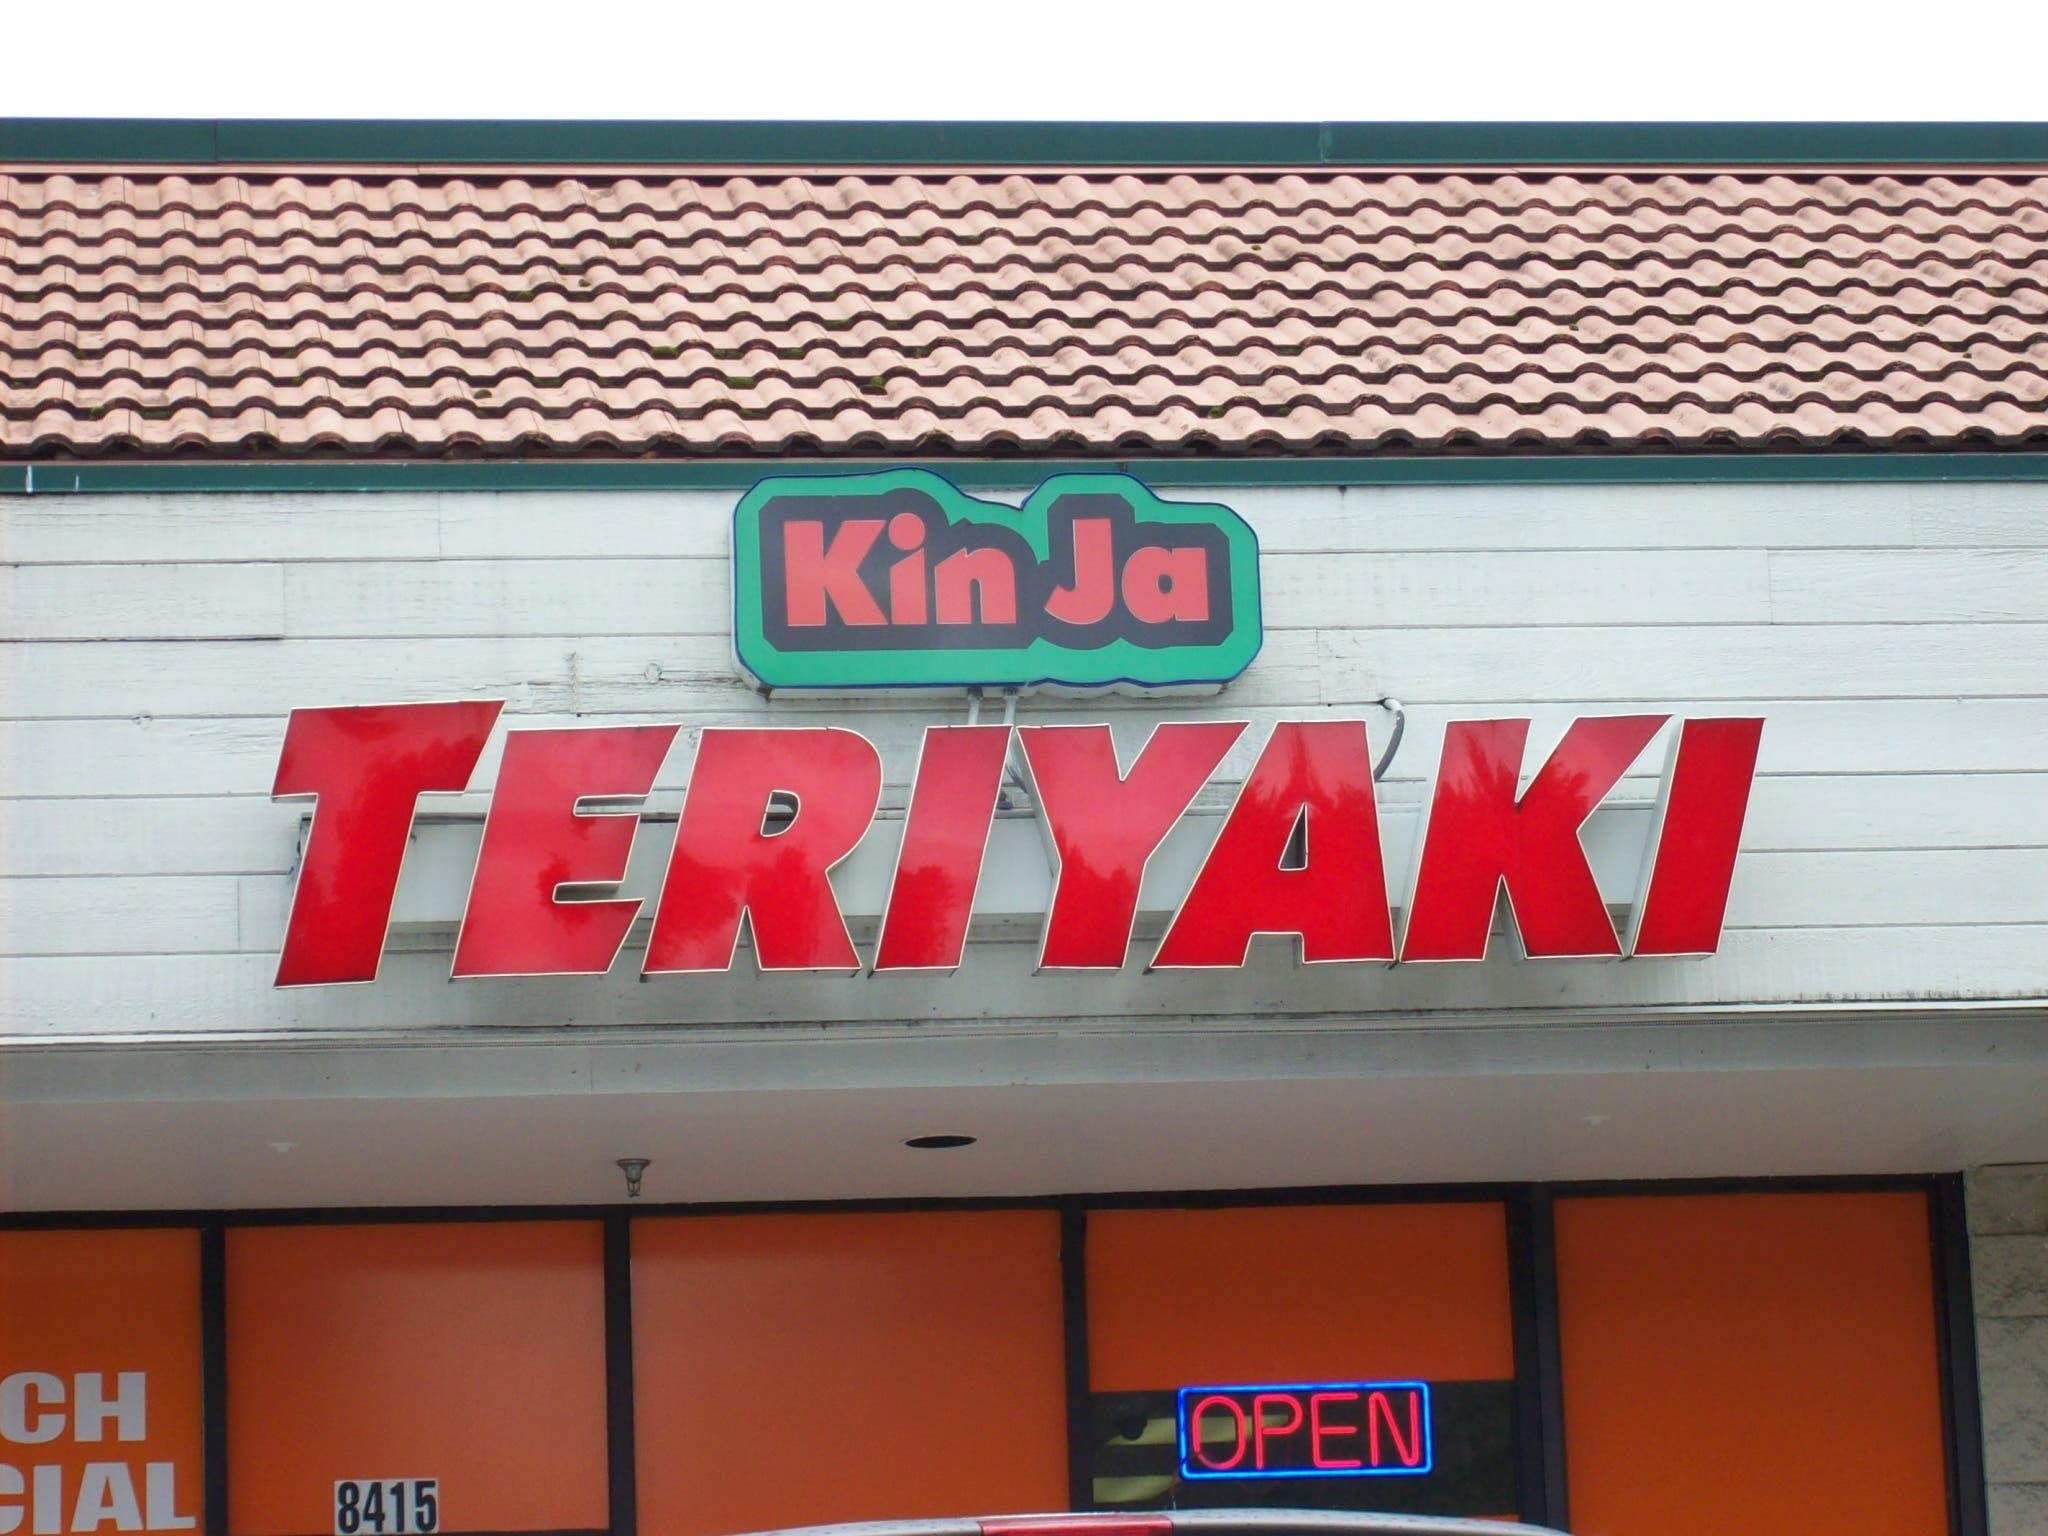 Kin Ja
TERIYAKI
CH
CIAL
8415
OPEN